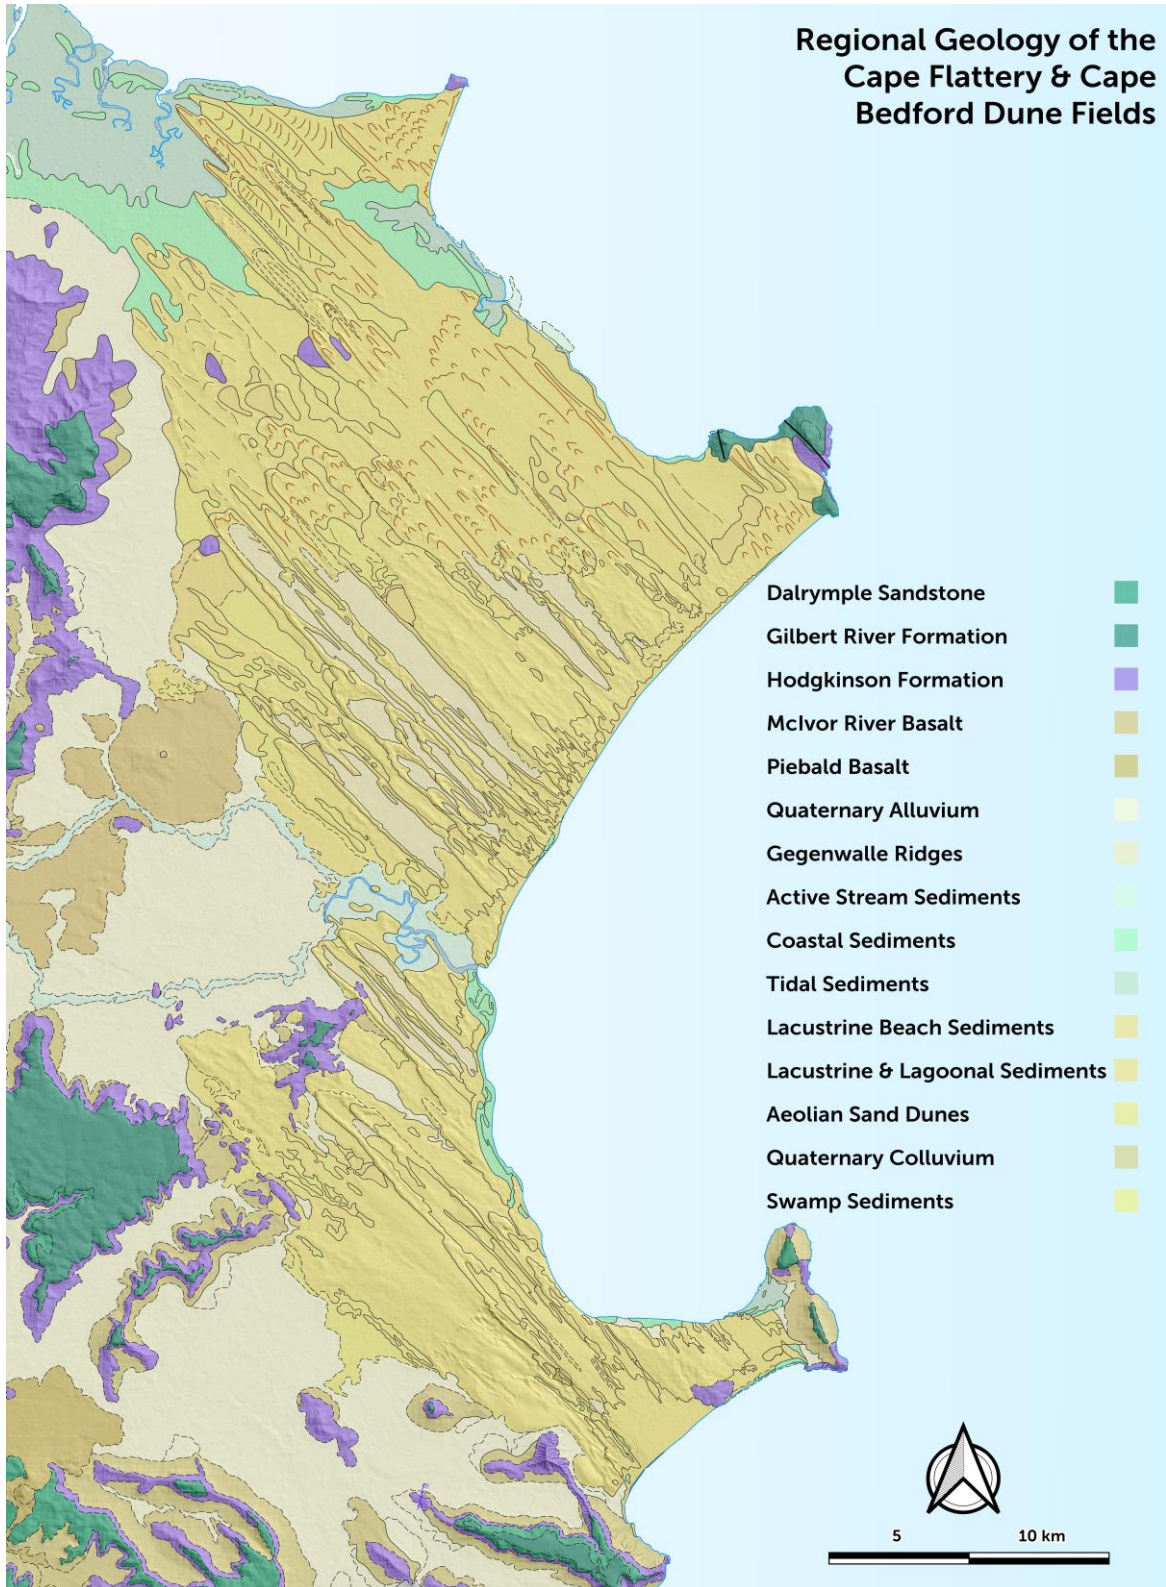 Regional Geology of the
Cape Flattery & Cape
Bedford Dune Fields
Dalrymple Sandstone
Gilbert River Formation
Hodgkinson Formation
McIvor River Basalt
Piebald Basalt
Quaternary Alluvium
Gegenwalle Ridges
Active Stream Sediments
Coastal Sediments
Tidal Sediments
Lacustrine Beach Sediments
Lacustrine & Lagoonal Sediments
Aeolian Sand Dunes
Quaternary Colluvium
Swamp Sediments
5 10 km